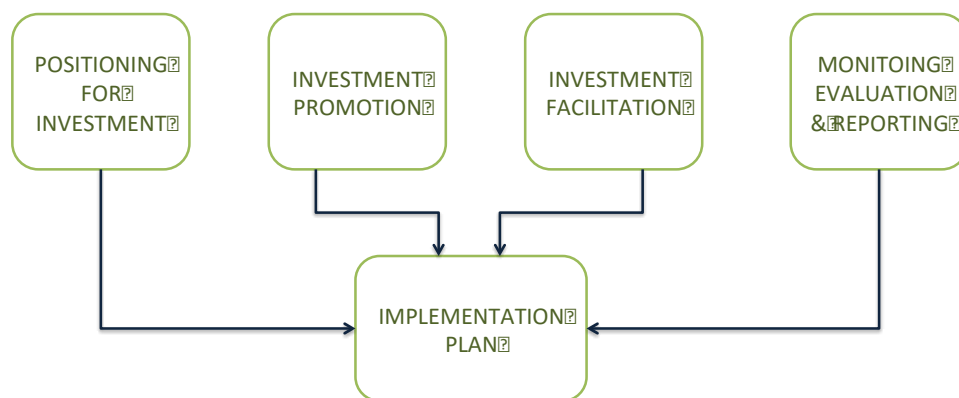 POSITIONING
FOR
INVESTMENT
INVESTMENT
PROMOTION
INVESTMENT
FACILITATION
MONITOING
EVALUATION
& REPORTING
IMPLEMENTATION
PLAN